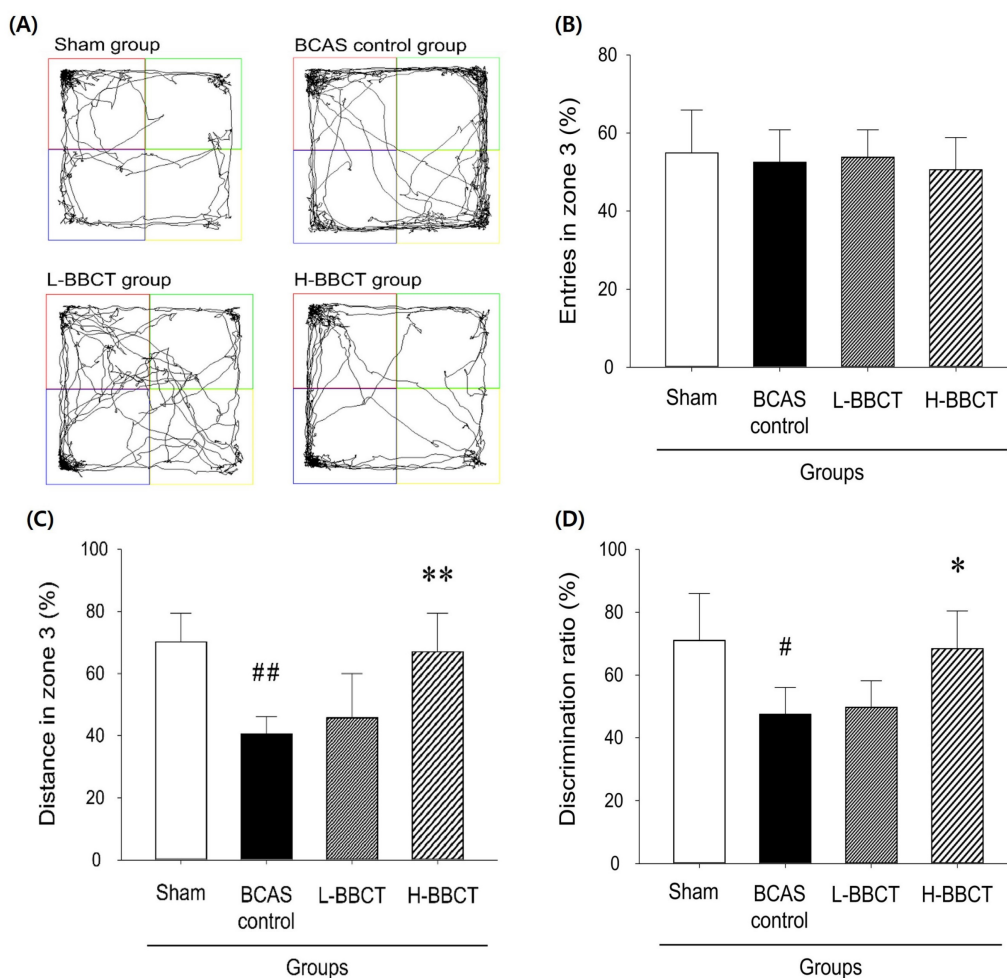 (A)
Sham group
BCAS control group
L-BBCT group
H-BBCT group
(B)
Entries in zone 3 (%)
80
60
40
20
0
Sham
BCAS
control
L-BBCT
H-BBCT
Groups
(C)
Distance in zone 3 (%)
100
80
60
40
20
0
##
**
Sham
BCAS
control
L-BBCT
H-BBCT
Groups
(D)
Discrimination ratio (%)
100
80
60
40
20
0
#
*
Sham
BCAS
control
L-BBCT
H-BBCT
Groups